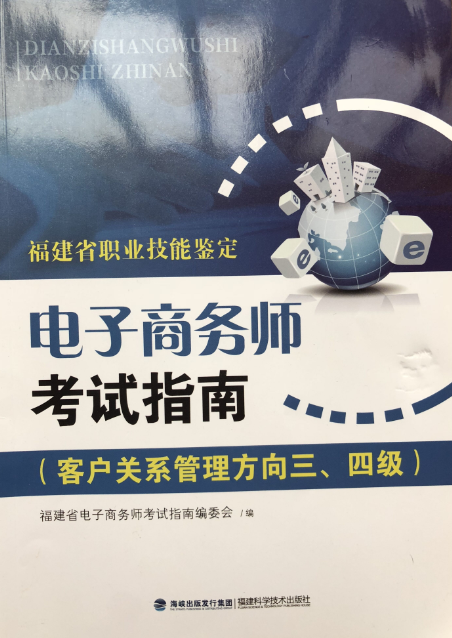 DIANZISHANGWUSHI
KAOSHI ZHINAN
福建省职业技能鉴定
电子商务师
考试指南
（客户关系管理方向三、四级）
福建省电子商务师考试指南编委会 / 编
海峡出版发行集团 福建科学技术出版社
e
e